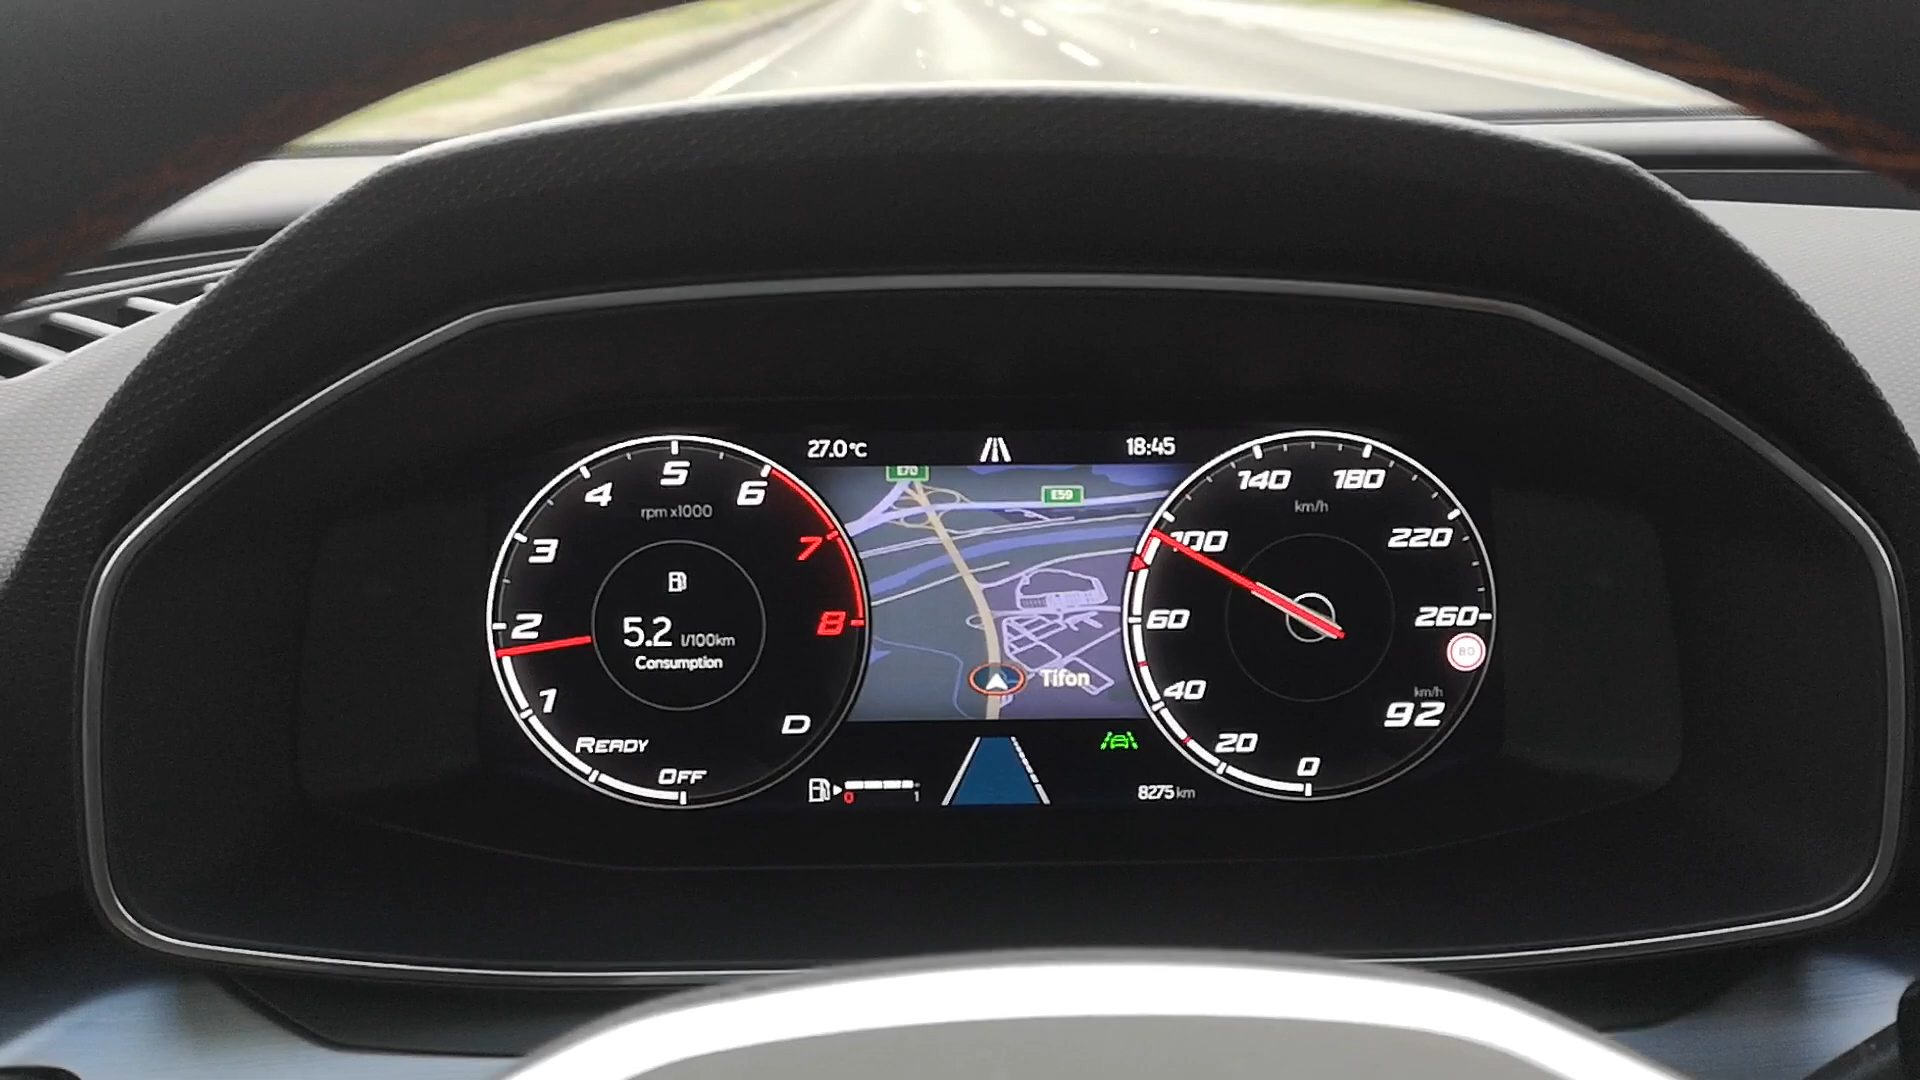 27.0°C
18:45
E70
E59
Tifon
8275 km
0
1
OFF
READY
1
2
3
4
5
6
7
8
rpm x1000
5.2 l/100km
Consumption
D
0
20
40
60
100
140
180
220
260
km/h
80
km/h
92